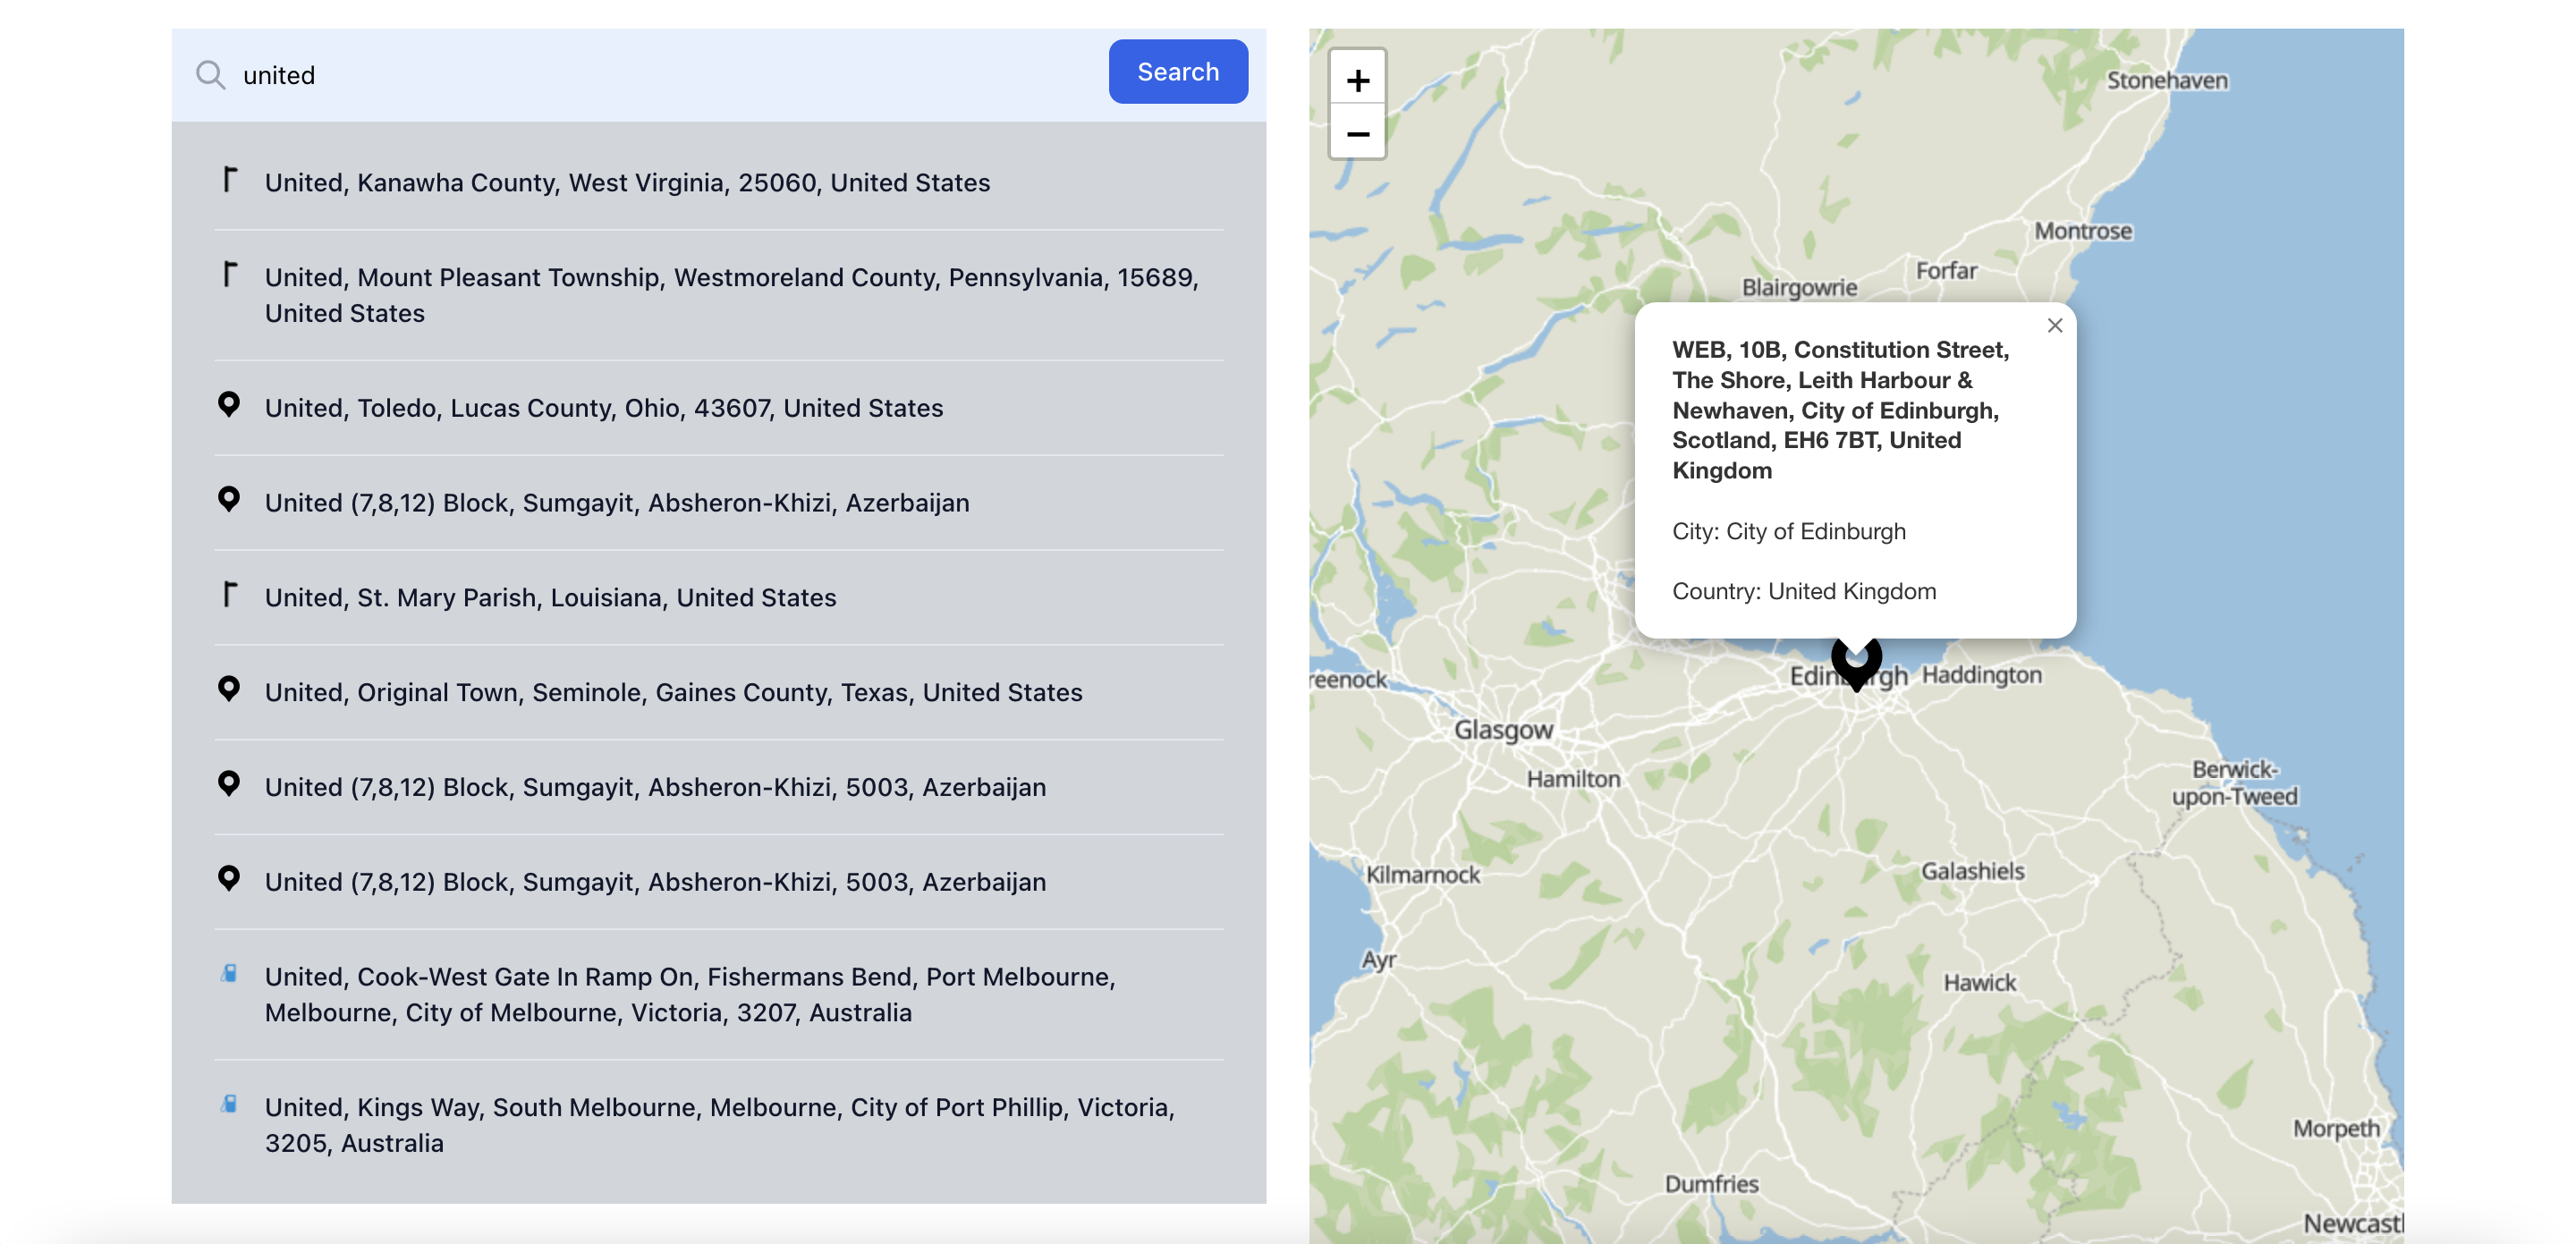 united
Search
United, Kanawha County, West Virginia, 25060, United States
United, Mount Pleasant Township, Westmoreland County, Pennsylvania, 15689,
United States
United, Toledo, Lucas County, Ohio, 43607, United States
United (7,8,12) Block, Sumgayit, Absheron-Khizi, Azerbaijan
United, St. Mary Parish, Louisiana, United States
United, Original Town, Seminole, Gaines County, Texas, United States
United (7,8,12) Block, Sumgayit, Absheron-Khizi, 5003, Azerbaijan
United (7,8,12) Block, Sumgayit, Absheron-Khizi, 5003, Azerbaijan
United, Cook-West Gate In Ramp On, Fishermans Bend, Port Melbourne,
Melbourne, City of Melbourne, Victoria, 3207, Australia
United, Kings Way, South Melbourne, Melbourne, City of Port Phillip, Victoria,
3205, Australia
+
−
Stonehaven
Montrose
Forfar
Blairgowrie
×
WEB, 10B, Constitution Street,
The Shore, Leith Harbour &
Newhaven, City of Edinburgh,
Scotland, EH6 7BT, United
Kingdom
City: City of Edinburgh
Country: United Kingdom
reenock
Edinburgh
Haddington
Glasgow
Hamilton
Berwick-
upon-Tweed
Kilmarnock
Galashiels
Ayr
Hawick
Morpeth
Dumfries
Newcastl